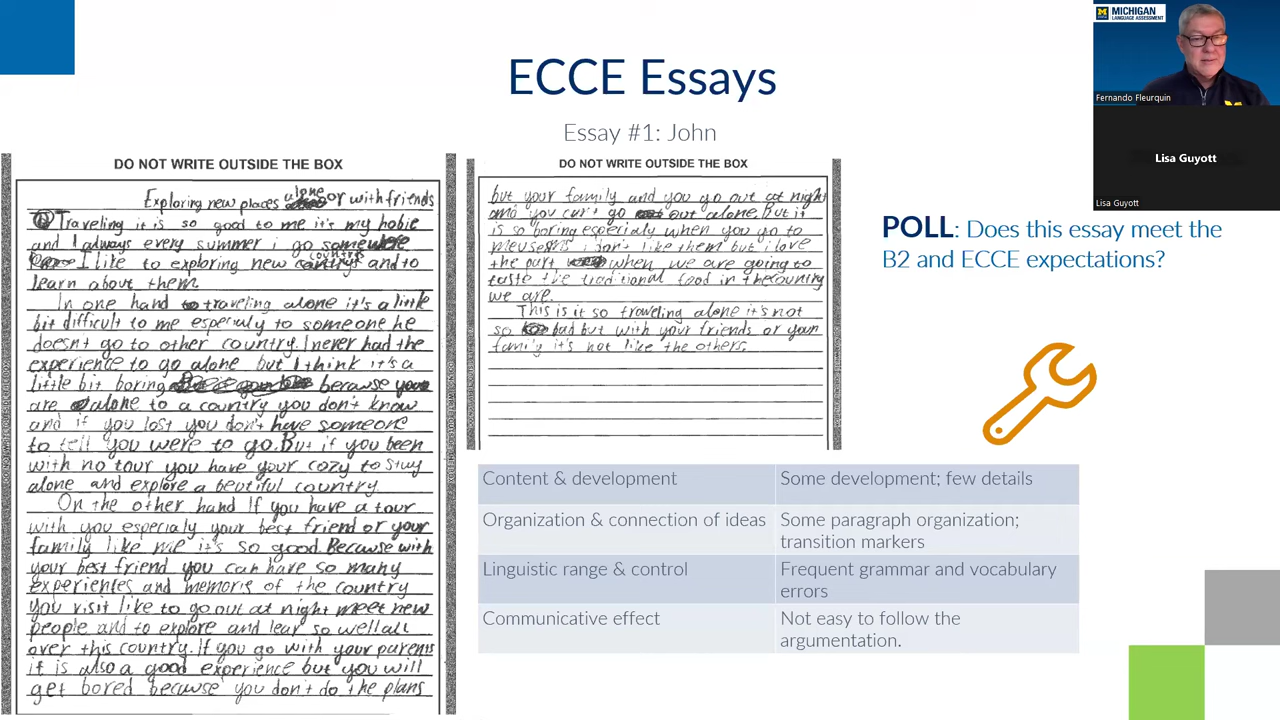 MICHIGAN
LANGUAGE ASSESSMENT
Fernando Fleurquin
Lisa Guyott
Lisa Guyott
ECCE Essays
Essay #1: John
DO NOT WRITE OUTSIDE THE BOX
Exploring new places alone or with friends
Traveling it is so good to me it's my hobie
and I always every summer i go somewere
I like to exploring new countrys and to
learn about them.
In one hand to traveling alone it's a little
bit difficult to me especialy to someone he
doesnt go to other country. I never had the
experience to go alone but I think it's a
little bit boring because you
are alone to a country you don't know
and if you lost you don't have someone
to tell you were to go. But if you been
with no tour you have your cozy to stay
alone and explore a beutiful country.
On the other hand If you have a tour
with you especialy your best friend or your
family like me it's so good. Because with
your best friend you can have so many
experientes and memoris of the country
you visit like to go out at night meet new
people and to explore and lear so well all
over this country. If you go with your parents
it is also a good experience but you will
get bored because you don't do the plans
DO NOT WRITE OUTSIDE THE BOX
but your family and you go out at night
and you can't go out alone. But it
is so boring especialy when you go to
meusems i don't like them but i love
the part when we are going to
taste the traditional food in the country
we are.
This is it so traveling alone it's not
so bad but with your friends or your
family it's not like the others.
POLL: Does this essay meet the
B2 and ECCE expectations?
Content & development Some development; few details
Organization & connection of ideas Some paragraph organization;
transition markers
Linguistic range & control Frequent grammar and vocabulary
errors
Communicative effect Not easy to follow the
argumentation.